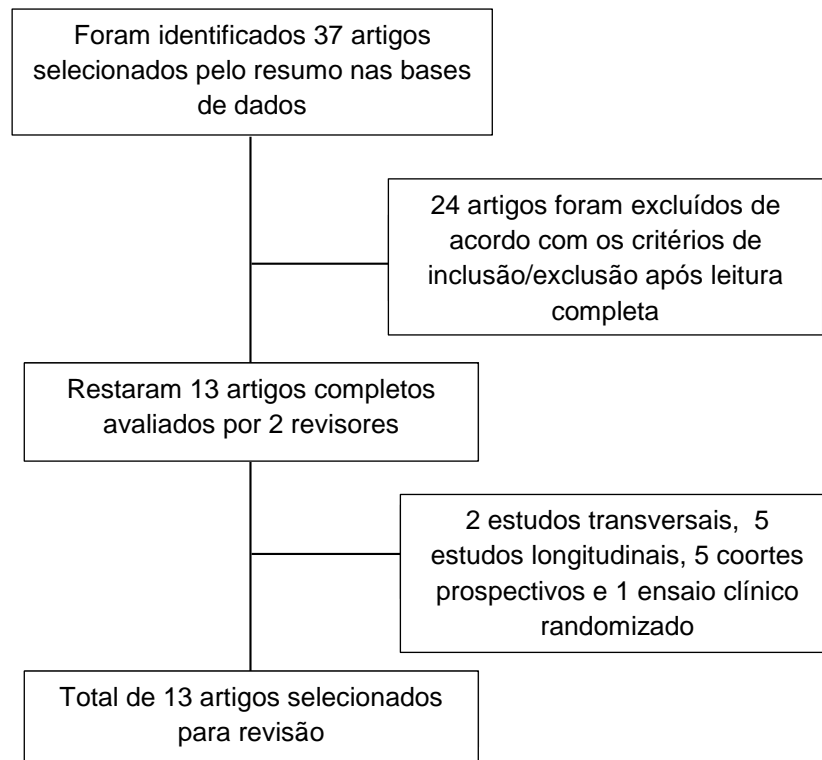 Foram identificados 37 artigos
selecionados pelo resumo nas bases
de dados
24 artigos foram excluídos de
acordo com os critérios de
inclusão/exclusão após leitura
completa
Restaram 13 artigos completos
avaliados por 2 revisores
2 estudos transversais, 5
estudos longitudinais, 5 coortes
prospectivos e 1 ensaio clínico
randomizado
Total de 13 artigos selecionados
para revisão